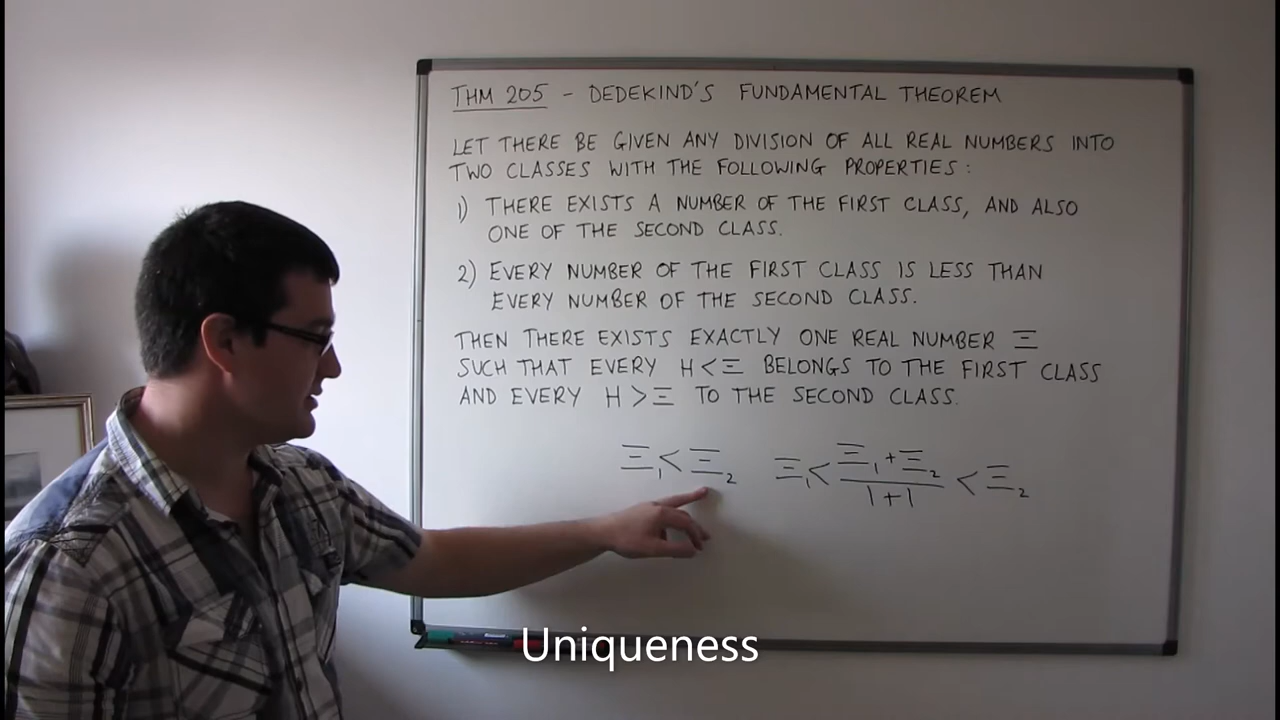 THM 205 - DEDEKIND'S FUNDAMENTAL THEOREM
LET THERE BE GIVEN ANY DIVISION OF ALL REAL NUMBERS INTO
TWO CLASSES WITH THE FOLLOWING PROPERTIES:
1) THERE EXISTS A NUMBER OF THE FIRST CLASS, AND ALSO
ONE OF THE SECOND CLASS.
2) EVERY NUMBER OF THE FIRST CLASS IS LESS THAN
EVERY NUMBER OF THE SECOND CLASS.
THEN THERE EXISTS EXACTLY ONE REAL NUMBER Ξ
SUCH THAT EVERY H < Ξ BELONGS TO THE FIRST CLASS
AND EVERY H > Ξ TO THE SECOND CLASS.
Ξ₁ < Ξ₂ Ξ₁ < (Ξ₁ + Ξ₂)/(1+1) < Ξ₂
Uniqueness